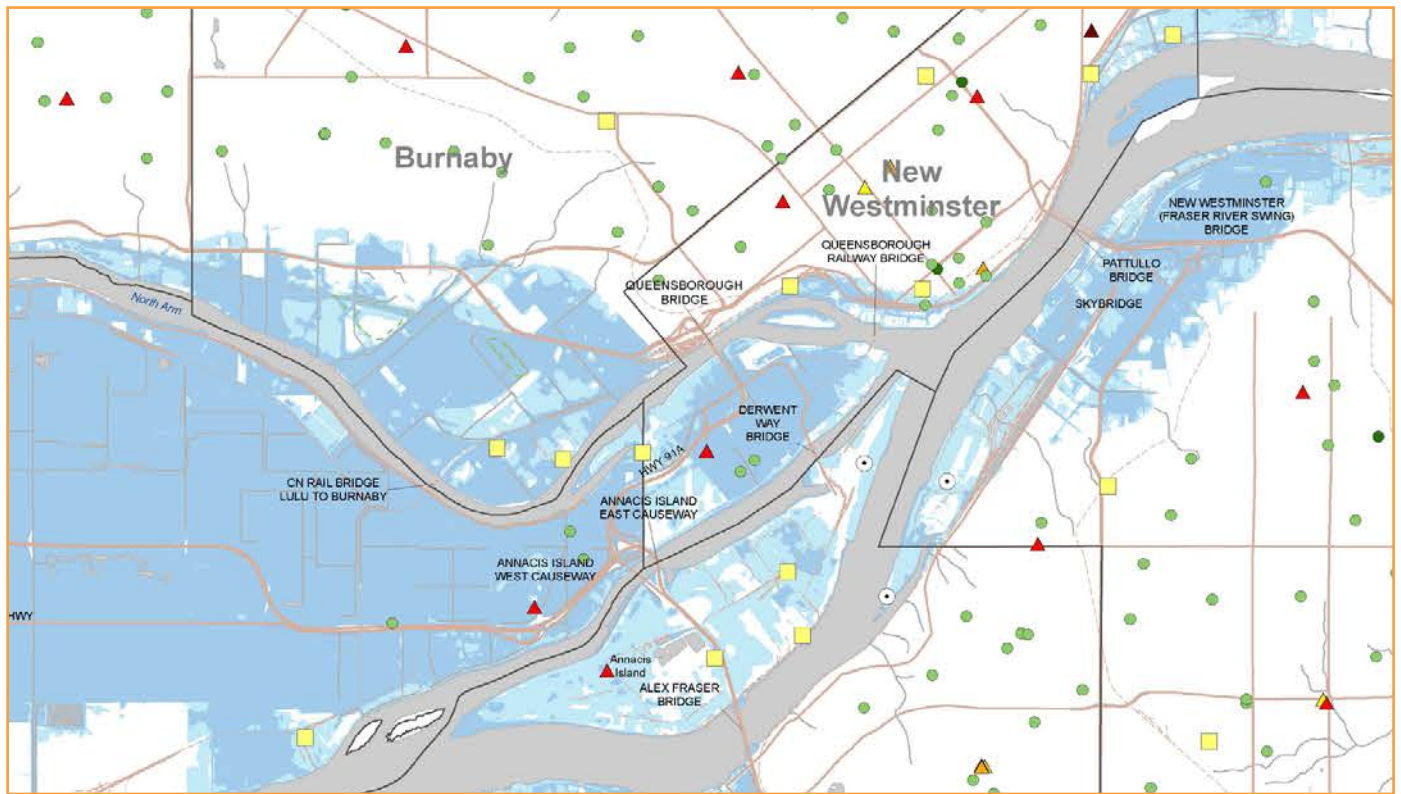 Burnaby
New
Westminster
NEW WESTMINSTER
(FRASER RIVER SWING)
BRIDGE
QUEENSBOROUGH
RAILWAY BRIDGE
PATTULLO
BRIDGE
QUEENSBOROUGH
BRIDGE
SKYBRIDGE
North Arm
DERWENT
WAY
BRIDGE
HWY 91A
CN RAIL BRIDGE
LULU TO BURNABY
ANNACIS ISLAND
EAST CAUSEWAY
ANNACIS ISLAND
WEST CAUSEWAY
HWY
Annacis
Island
ALEX FRASER
BRIDGE